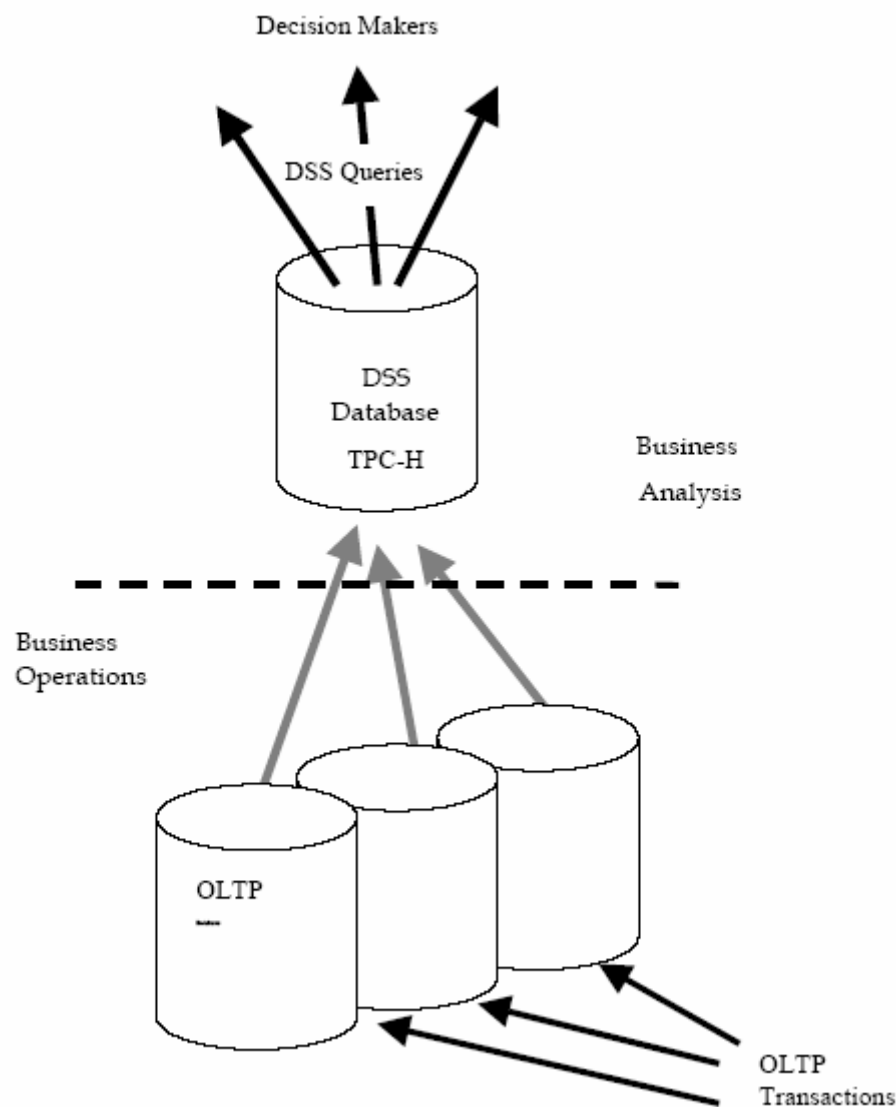 Decision Makers
DSS Queries
DSS
Database
TPC-H
Business
Analysis
Business
Operations
OLTP
OLTP
Transactions